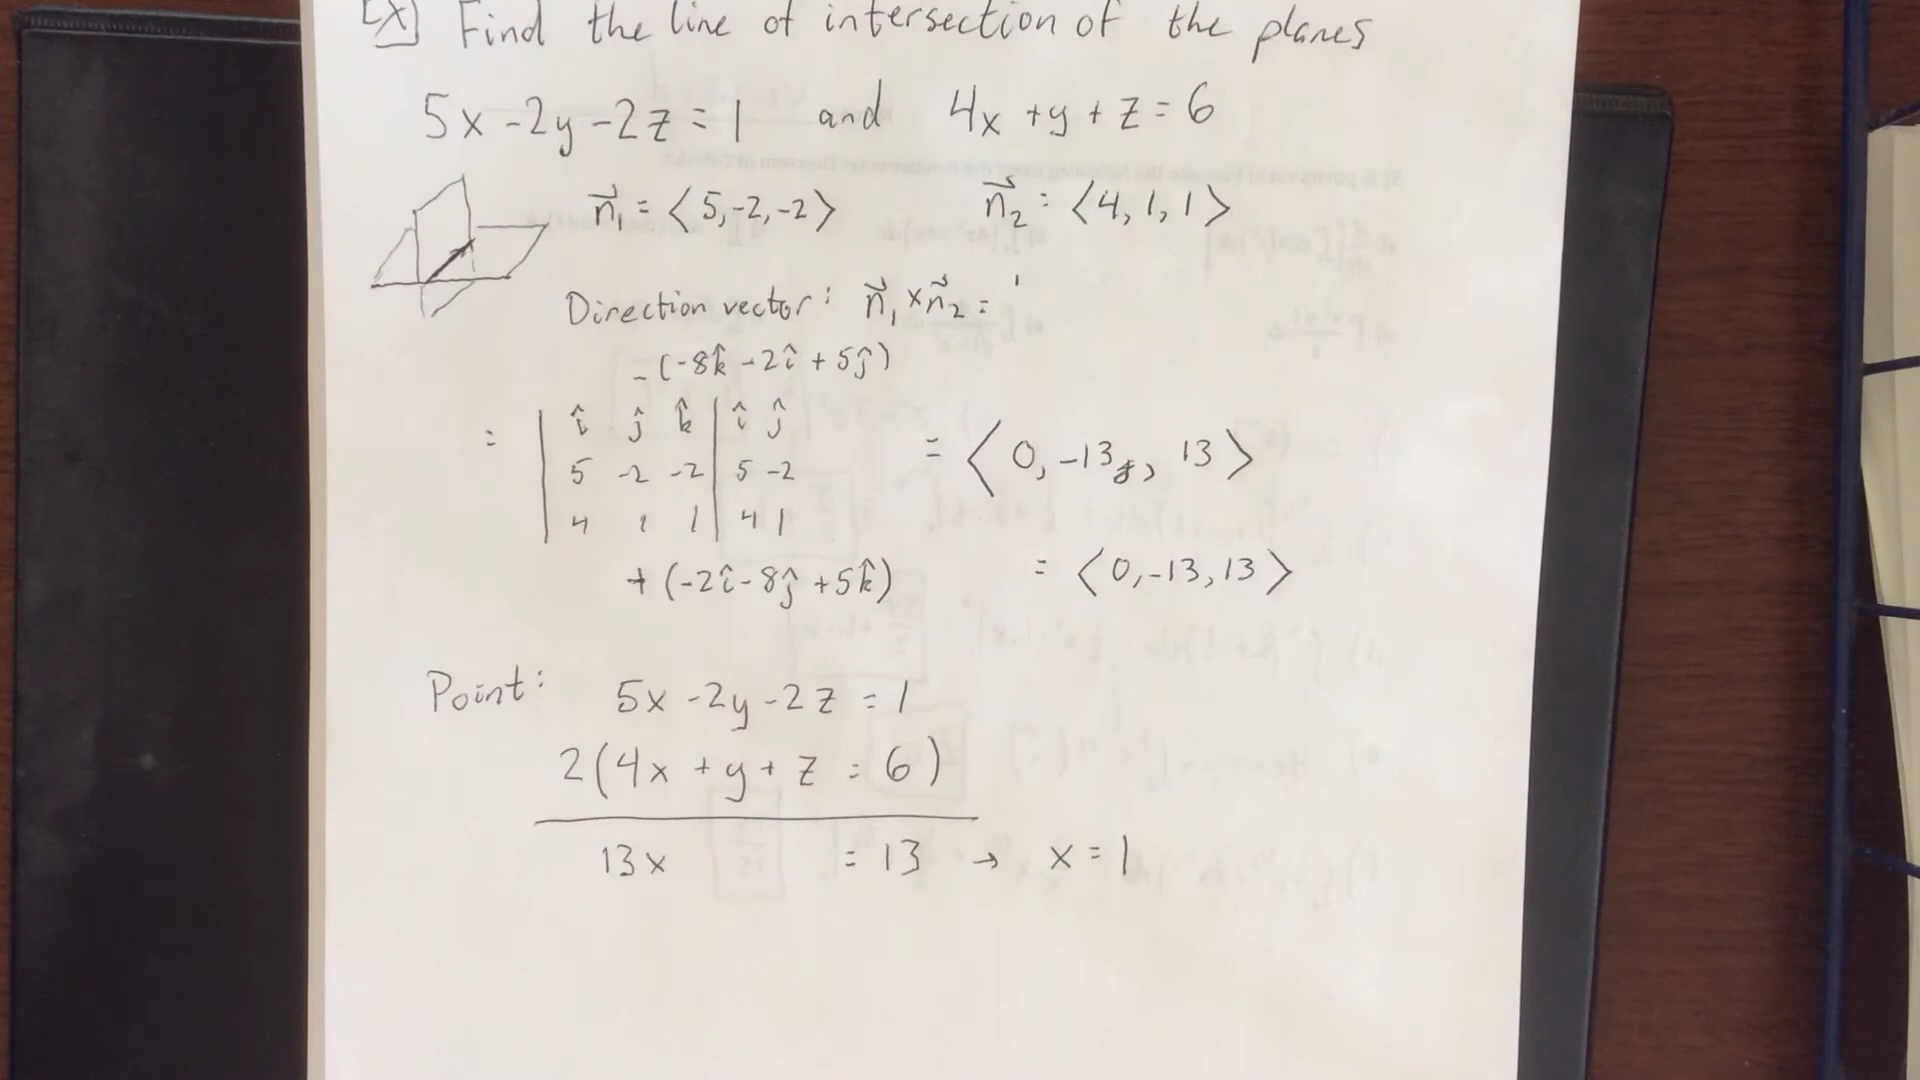 Ex Find the line of intersection of the planes
5x - 2y - 2z = 1 and 4x + y + z = 6
n⃗₁ = ⟨5, -2, -2⟩ n⃗₂ = ⟨4, 1, 1⟩
Direction vector: n⃗₁ × n⃗₂ =
- (-8k̂ - 2î + 5ĵ)
= | î ĵ k̂ | î ĵ
5 -2 -2 | 5 -2
4 1 1 | 4 1
+ (-2î - 8ĵ + 5k̂)
= ⟨0, -13, 13⟩
= ⟨0, -13, 13⟩
Point: 5x - 2y - 2z = 1
2(4x + y + z = 6)
13x = 13 → x = 1